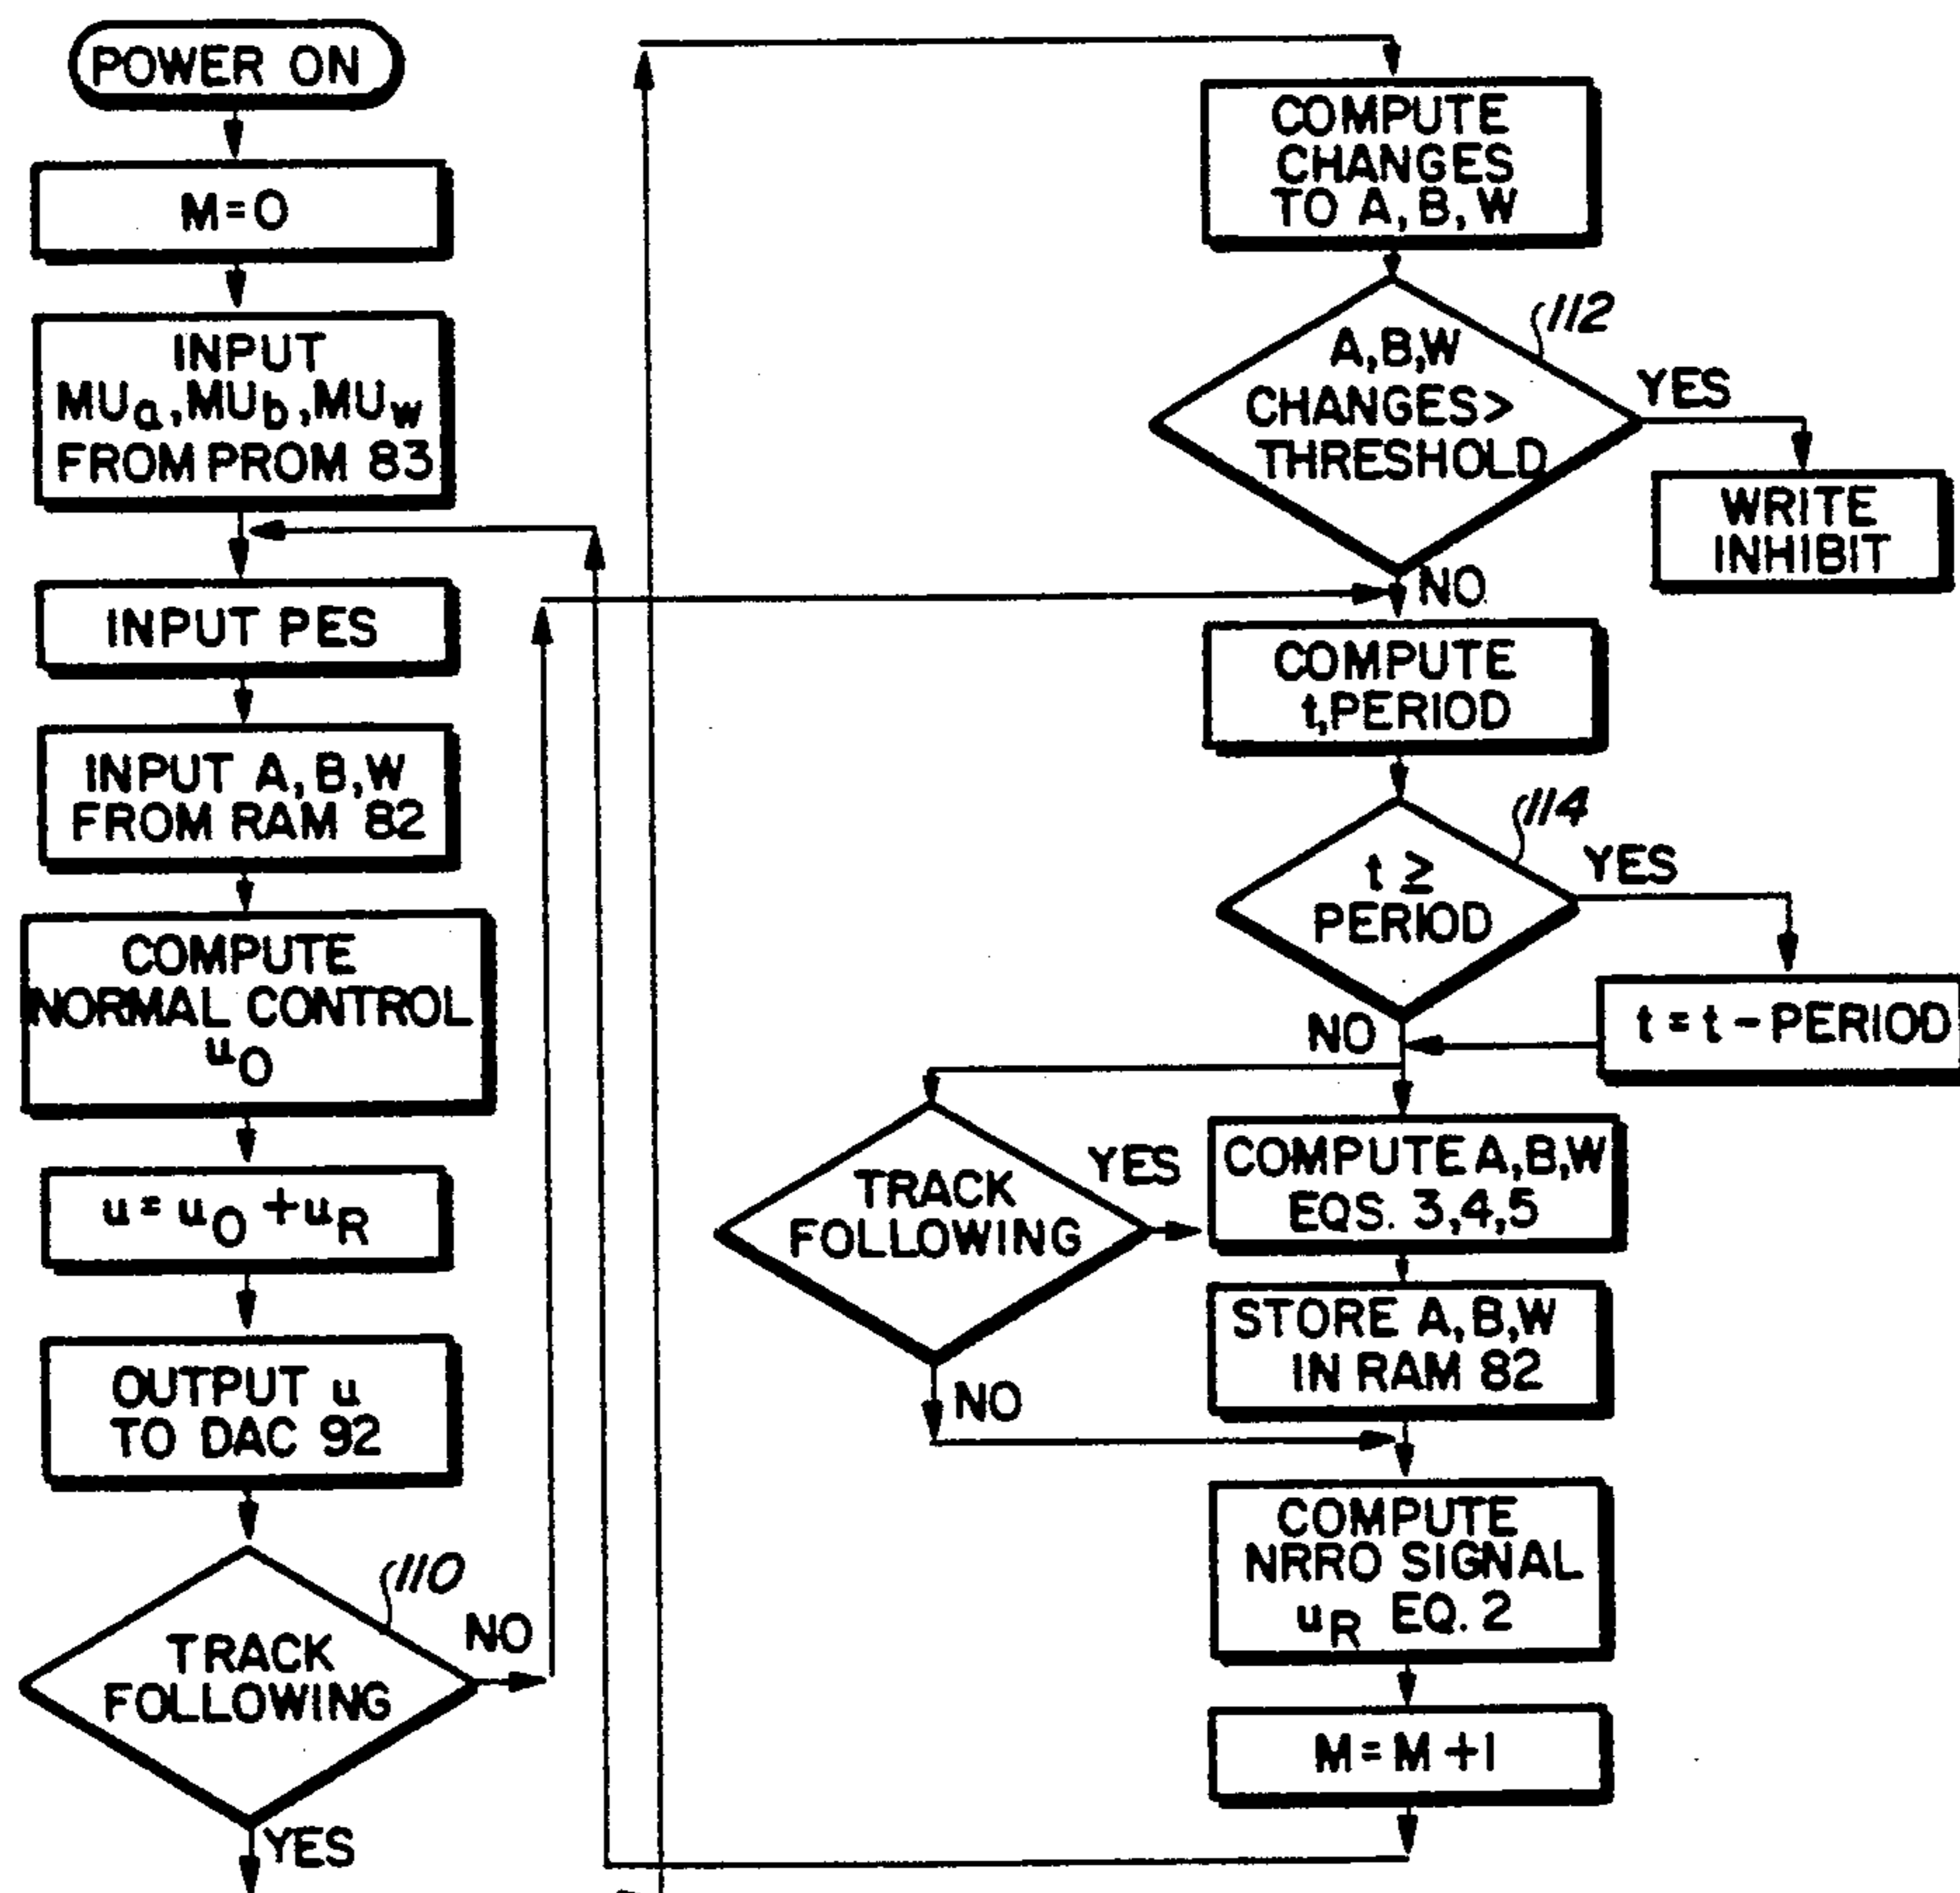 POWER ON
M=0
INPUT
MUa, MUb, MUw
FROM PROM 83
INPUT PES
INPUT A, B, W
FROM RAM 82
COMPUTE
NORMAL CONTROL
uO
u = uO + uR
OUTPUT u
TO DAC 92
110
TRACK
FOLLOWING
NO
YES
COMPUTE
CHANGES
TO A, B, W
112
A, B, W
CHANGES>
THRESHOLD
YES
WRITE
INHIBIT
NO
COMPUTE
t, PERIOD
114
t ≥
PERIOD
YES
t = t - PERIOD
NO
TRACK
FOLLOWING
YES
NO
COMPUTE A, B, W
EQS. 3,4,5
STORE A, B, W
IN RAM 82
COMPUTE
NRRO SIGNAL
uR EQ. 2
M = M +1